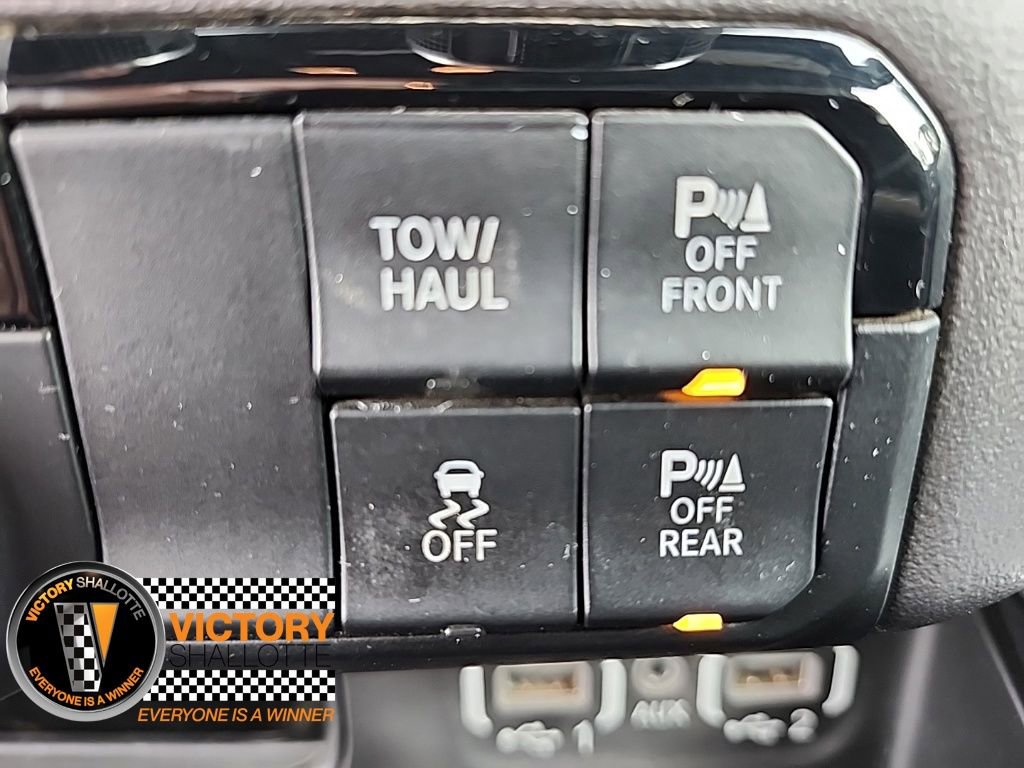 TOW/
HAUL
P
OFF
FRONT
OFF
P
OFF
REAR
1
AUX
2
VICTORY SHALLOTTE
EVERYONE IS A WINNER
VICTORY
SHALLOTTE
EVERYONE IS A WINNER